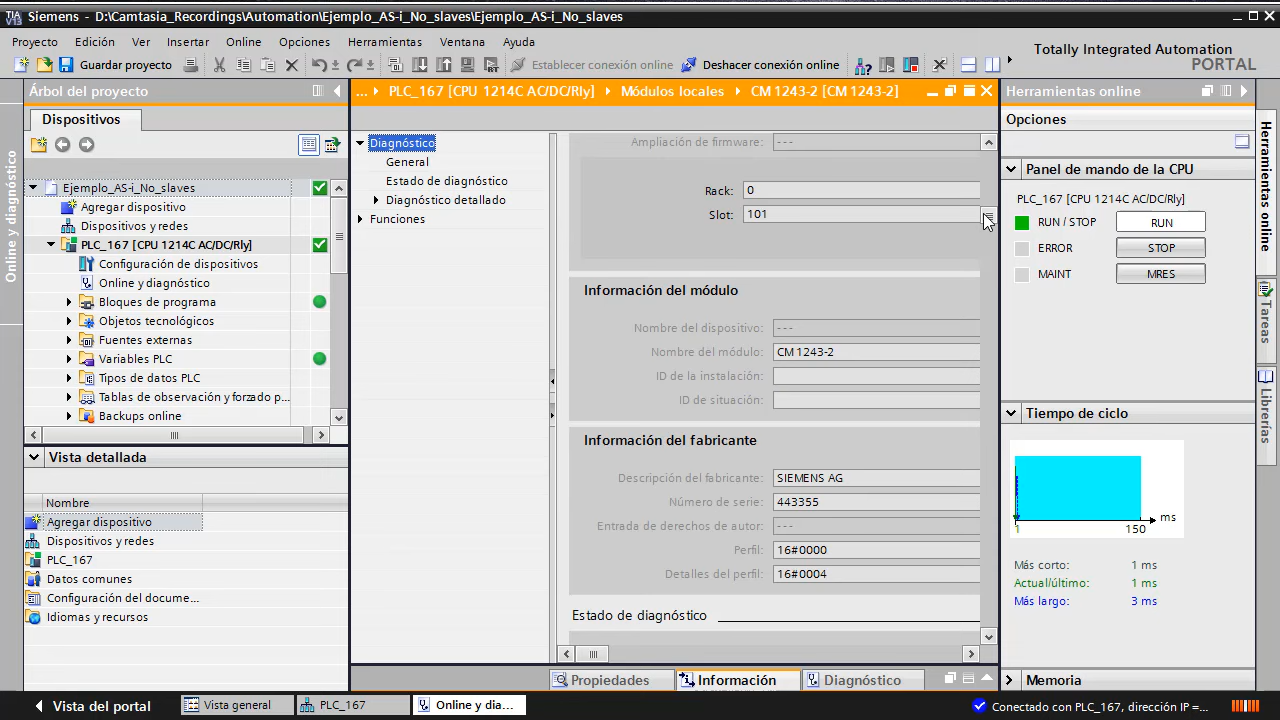 TIA
V13
Siemens - D:\Camtasia_Recordings\Automation\Ejemplo_AS-i_No_slaves\Ejemplo_AS-i_No_slaves
Proyecto Edición Ver Insertar Online Opciones Herramientas Ventana Ayuda
Totally Integrated Automation
PORTAL
Guardar proyecto
Establecer conexión online
Deshacer conexión online
Árbol del proyecto
Dispositivos
Online y diagnóstico
Ejemplo_AS-i_No_slaves
Agregar dispositivo
Dispositivos y redes
PLC_167 [CPU 1214C AC/DC/Rly]
Configuración de dispositivos
Online y diagnóstico
Bloques de programa
Objetos tecnológicos
Fuentes externas
Variables PLC
Tipos de datos PLC
Tablas de observación y forzado p...
Backups online
Vista detallada
Nombre
Agregar dispositivo
Dispositivos y redes
PLC_167
Datos comunes
Configuración del docume...
Idiomas y recursos
... PLC_167 [CPU 1214C AC/DC/Rly] Módulos locales CM 1243-2 [CM 1243-2]
Diagnóstico
General
Estado de diagnóstico
Diagnóstico detallado
Funciones
Ampliación de firmware: ---
Rack: 0
Slot: 101
Información del módulo
Nombre del dispositivo: ---
Nombre del módulo: CM 1243-2
ID de la instalación:
ID de situación:
Información del fabricante
Descripción del fabricante: SIEMENS AG
Número de serie: 443355
Entrada de derechos de autor: ---
Perfil: 16#0000
Detalles del perfil: 16#0004
Estado de diagnóstico
Propiedades
Información
Diagnóstico
Herramientas online
Opciones
Panel de mando de la CPU
PLC_167 [CPU 1214C AC/DC/Rly]
RUN / STOP RUN
ERROR STOP
MAINT MRES
Tiempo de ciclo
ms
1 150
Más corto: 1 ms
Actual/último: 1 ms
Más largo: 3 ms
Memoria
Herramientas online
Tareas
Librerías
Vista del portal
Vista general
PLC_167
Online y dia...
Conectado con PLC_167, dirección IP =...